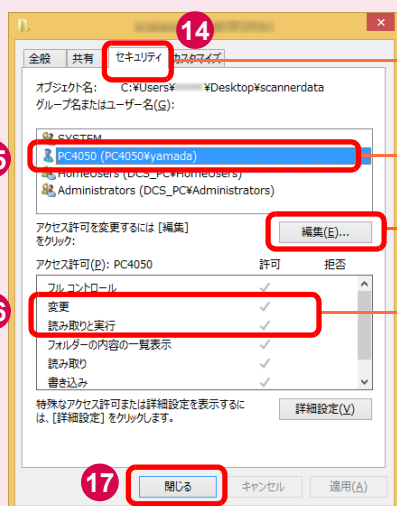 14
全般 共有 セキュリティ カスタマイズ
オブジェクト名: C:¥Users¥ ¥Desktop¥scannerdata
グループ名またはユーザー名(G):
SYSTEM
5
PC4050 (PC4050¥yamada)
HomeUsers (DCS_PC¥HomeUsers)
Administrators (DCS_PC¥Administrators)
アクセス許可を変更するには [編集]
をクリック:
編集(E)...
アクセス許可(P): PC4050 許可 拒否
フル コントロール
6
変更
読み取りと実行
フォルダーの内容の一覧表示
読み取り
書き込み
特殊なアクセス許可または詳細設定を表示するに
は、[詳細設定] をクリックします。
詳細設定(V)
17
閉じる キャンセル 適用(A)